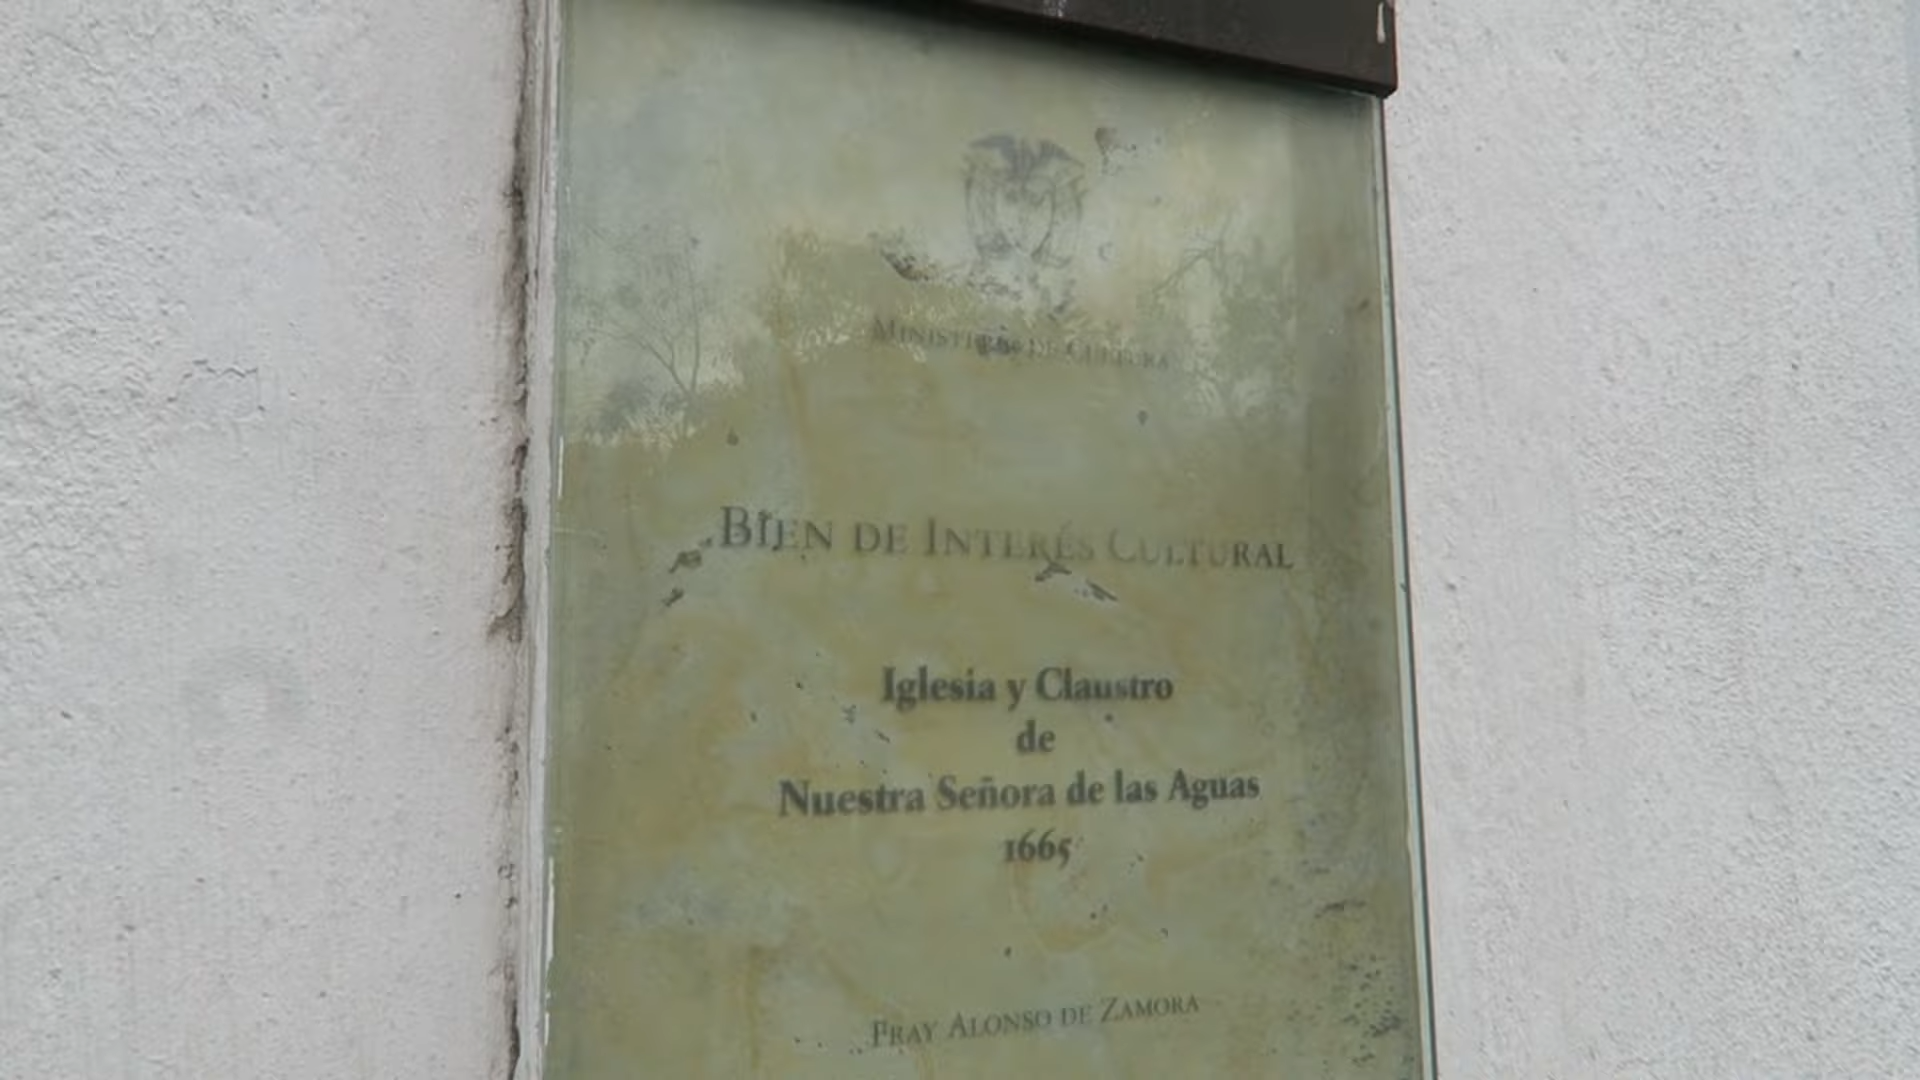 MINISTERIO DE CULTURA
BIEN DE INTERÉS CULTURAL
Iglesia y Claustro
de
Nuestra Señora de las Aguas
1665
FRAY ALONSO DE ZAMORA